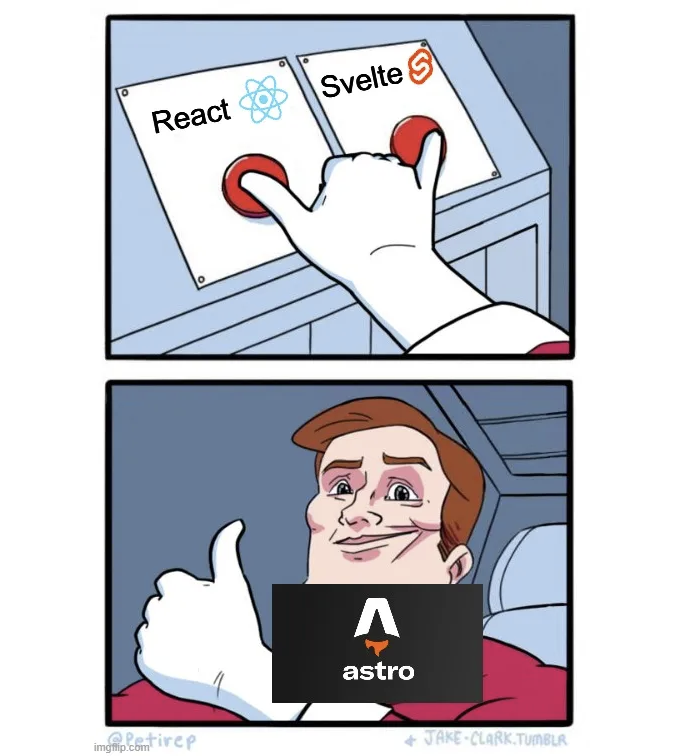 React
Svelte
astro
@Petirep
+ JAKE-CLARK.TUMBLR
imgflip.com